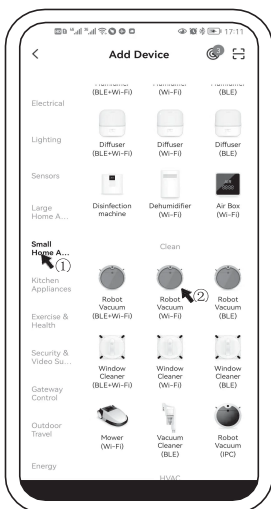 17:11
Add Device
3
(BLE+Wi-Fi)
(Wi-Fi)
(BLE)
Electrical
Lighting
Sensors
Large
Home A...
Small
Home A...
①
Kitchen
Appliances
Exercise &
Health
Security &
Video Su...
Gateway
Control
Outdoor
Travel
Energy
Diffuser
(BLE+Wi-Fi)
Diffuser
(Wi-Fi)
Diffuser
(BLE)
Disinfection
machine
Dehumidifier
(Wi-Fi)
Air Box
(Wi-Fi)
Clean
Robot
Vacuum
(BLE+Wi-Fi)
Robot
Vacuum
(Wi-Fi)
②
Robot
Vacuum
(BLE)
Window
Cleaner
(BLE+Wi-Fi)
Window
Cleaner
(Wi-Fi)
Window
Cleaner
(BLE)
Mower
(Wi-Fi)
Vacuum
Cleaner
(BLE)
Robot
Vacuum
(IPC)
HVAC